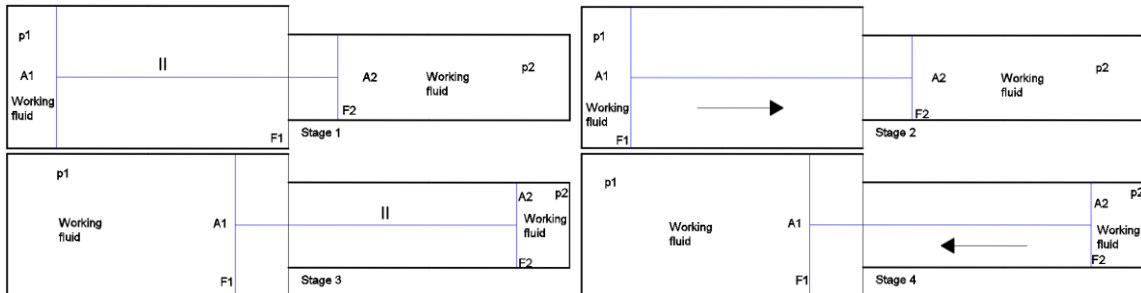 p1
A1
Working
fluid
II
F1
A2
F2
Working
fluid
p2
Stage 1
p1
A1
Working
fluid
F1
A2
F2
Working
fluid
p2
Stage 2
p1
Working
fluid
A1
F1
II
A2
p2
Working
fluid
F2
Stage 3
p1
Working
fluid
A1
F1
A2
p2
Working
fluid
F2
Stage 4